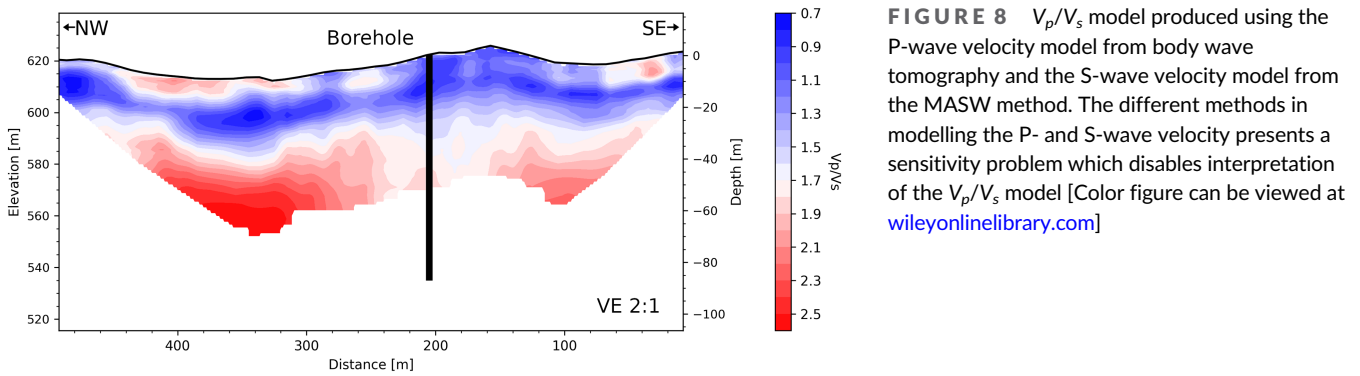 ←NW
Borehole
SE→
620
600
580
560
540
520
Elevation [m]
0
−20
−40
−60
−80
−100
Depth [m]
VE 2:1
400
300
200
100
Distance [m]
0.7
0.9
1.1
1.3
1.5
1.7
1.9
2.1
2.3
2.5
Vp/Vs
FIGURE 8 Vp/Vs model produced using the
P-wave velocity model from body wave
tomography and the S-wave velocity model from
the MASW method. The different methods in
modelling the P- and S-wave velocity presents a
sensitivity problem which disables interpretation
of the Vp/Vs model [Color figure can be viewed at
wileyonlinelibrary.com]